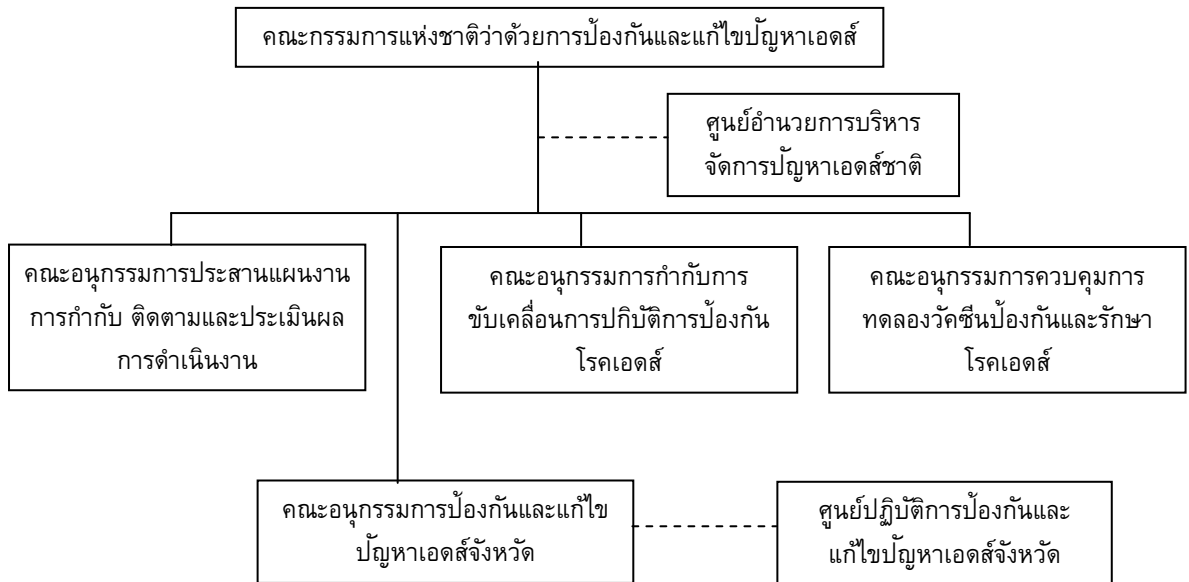 คณะกรรมการแห่งชาติว่าด้วยการป้องกันและแก้ไขปัญหาเอดส์
ศูนย์อำนวยการบริหาร
จัดการปัญหาเอดส์ชาติ
คณะอนุกรรมการประสานแผนงาน
การกำกับ ติดตามและประเมินผล
การดำเนินงาน
คณะอนุกรรมการกำกับการ
ขับเคลื่อนการปกิบัติการป้องกัน
โรคเอดส์
คณะอนุกรรมการควบคุมการ
ทดลองวัคซีนป้องกันและรักษา
โรคเอดส์
คณะอนุกรรมการป้องกันและแก้ไข
ปัญหาเอดส์จังหวัด
ศูนย์ปฏิบัติการป้องกันและ
แก้ไขปัญหาเอดส์จังหวัด